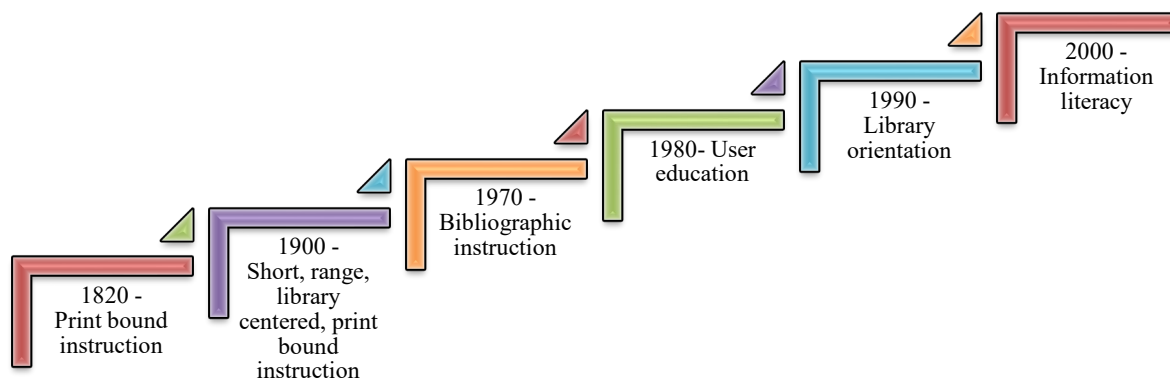 1820 -
Print bound
instruction
1900 -
Short, range,
library
centered, print
bound
instruction
1970 -
Bibliographic
instruction
1980- User
education
1990 -
Library
orientation
2000 -
Information
literacy